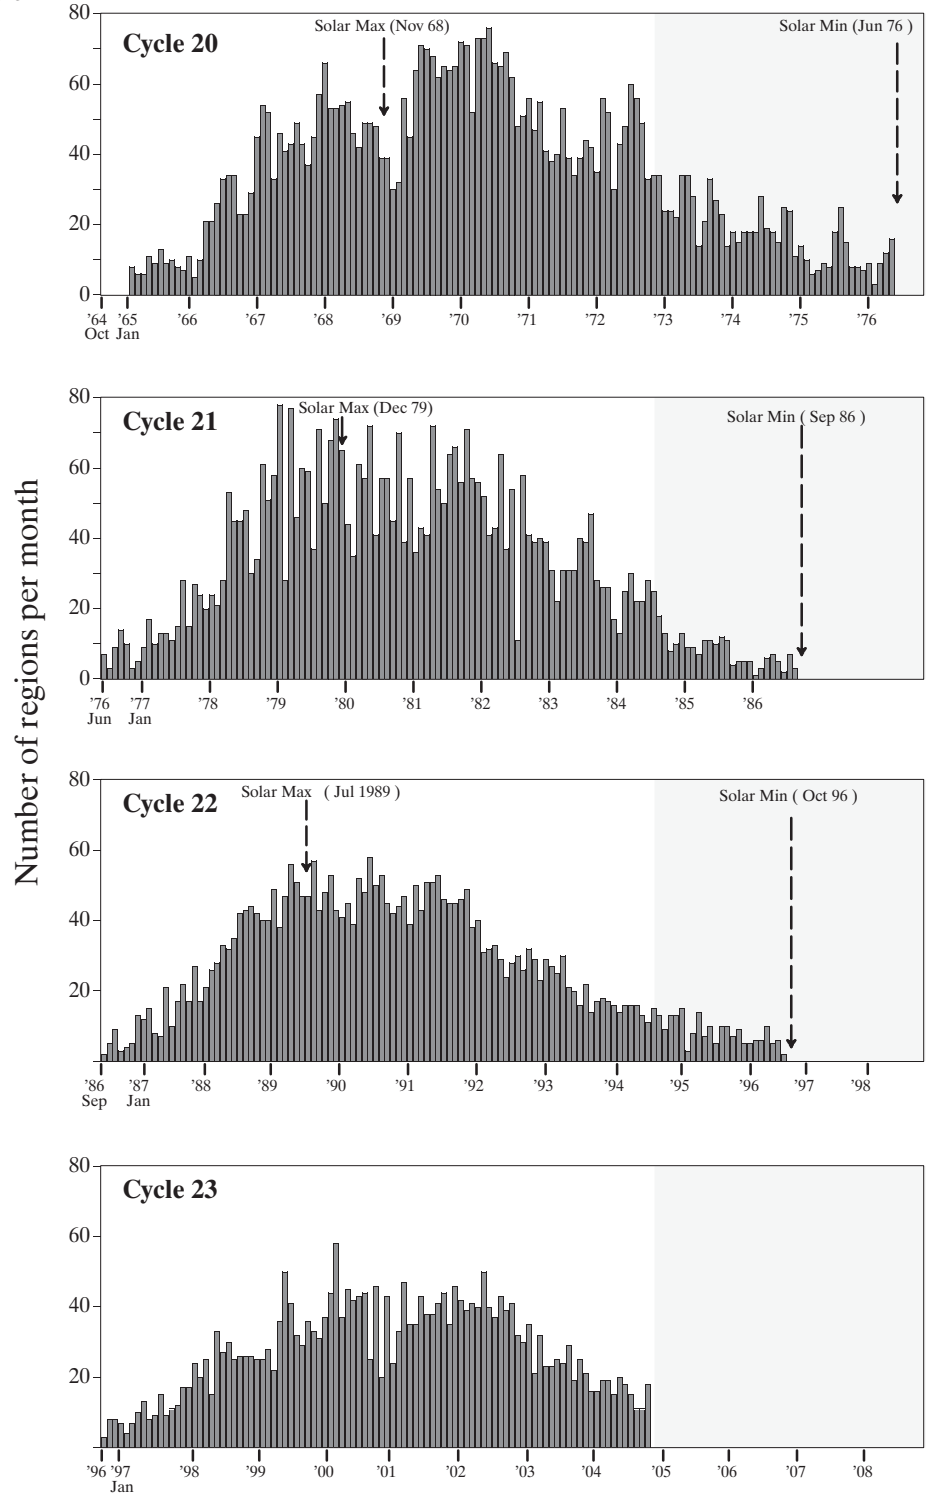 Number of regions per month
80
60
40
20
0
Cycle 20
Solar Max (Nov 68)
Solar Min (Jun 76 )
’64 ’65 ’66 ’67 ’68 ’69 ’70 ’71 ’72 ’73 ’74 ’75 ’76
Oct Jan
80
60
40
20
0
Cycle 21
Solar Max (Dec 79)
Solar Min ( Sep 86 )
’76 ’77 ’78 ’79 ’80 ’81 ’82 ’83 ’84 ’85 ’86
Jun Jan
80
60
40
20
Cycle 22
Solar Max ( Jul 1989 )
Solar Min ( Oct 96 )
’86 ’87 ’88 ’89 ’90 ’91 ’92 ’93 ’94 ’95 ’96 ’97 ’98
Sep Jan
80
60
40
20
Cycle 23
’96 ’97 ’98 ’99 ’00 ’01 ’02 ’03 ’04 ’05 ’06 ’07 ’08
Jan